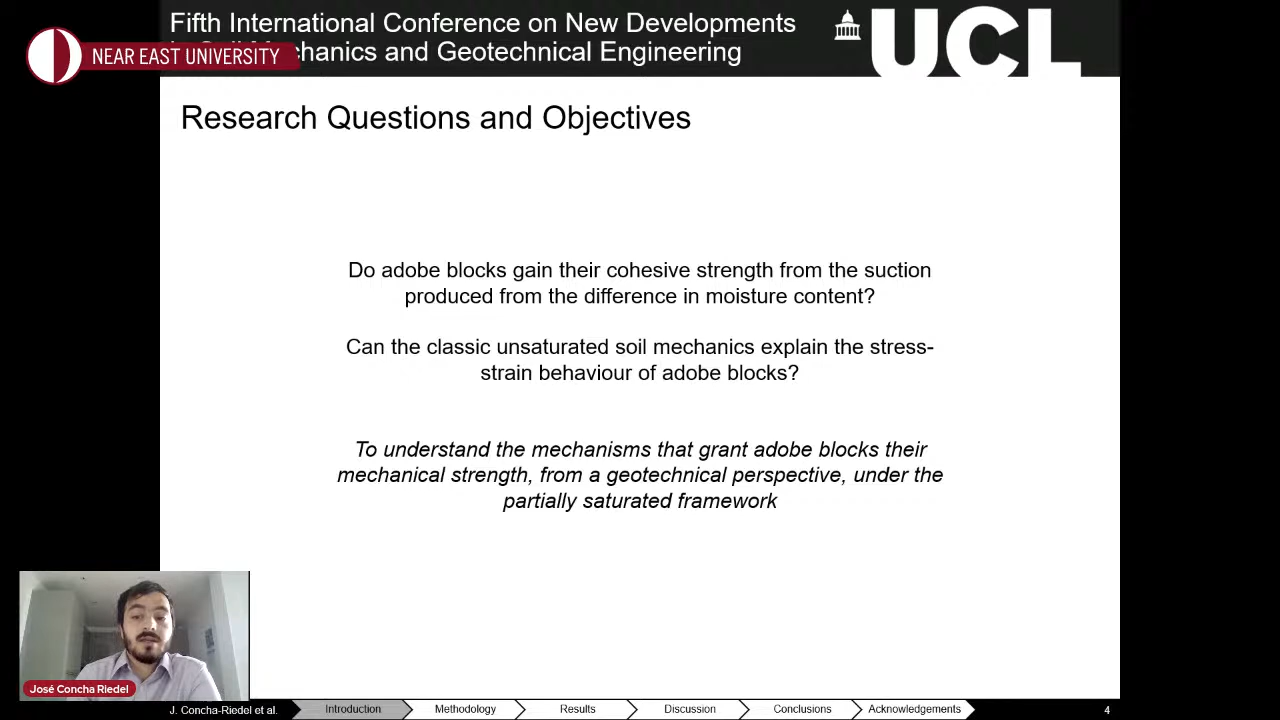 Fifth International Conference on New Developments
Mechanics and Geotechnical Engineering
UCL
NEAR EAST UNIVERSITY
Research Questions and Objectives
Do adobe blocks gain their cohesive strength from the suction
produced from the difference in moisture content?
Can the classic unsaturated soil mechanics explain the stress-
strain behaviour of adobe blocks?
To understand the mechanisms that grant adobe blocks their
mechanical strength, from a geotechnical perspective, under the
partially saturated framework
José Concha Riedel
J. Concha-Riedel et al.
Introduction
Methodology
Results
Discussion
Conclusions
Acknowledgements
4